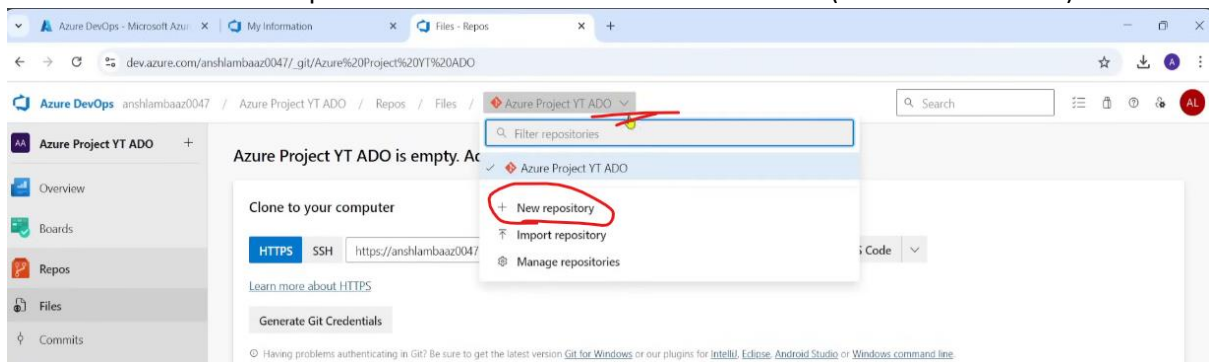 Azure DevOps - Microsoft Azur
My Information
Files - Repos
dev.azure.com/anshlambaaz0047/_git/Azure%20Project%20YT%20ADO
Azure DevOps anshlambaaz0047 / Azure Project YT ADO / Repos / Files / Azure Project YT ADO
Search
AL
AA Azure Project YT ADO +
Filter repositories
Azure Project YT ADO is empty.
Azure Project YT ADO
Overview
Clone to your computer
+ New repository
Boards
Import repository
HTTPS SSH https://anshlambaaz0047
Code
Manage repositories
Repos
Learn more about HTTPS
Files
Generate Git Credentials
Commits
Having problems authenticating in Git? Be sure to get the latest version Git for Windows or our plugins for IntelliJ, Eclipse, Android Studio or Windows command line.